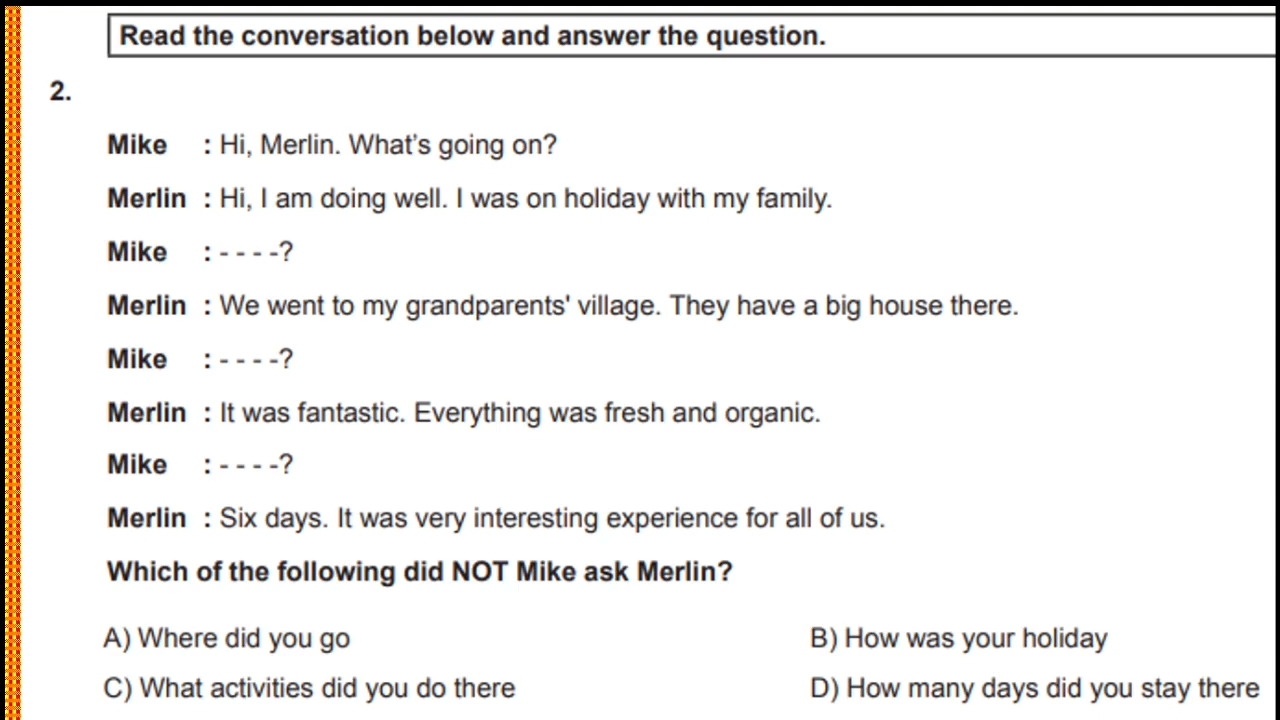 Read the conversation below and answer the question.
2.
Mike : Hi, Merlin. What's going on?
Merlin : Hi, I am doing well. I was on holiday with my family.
Mike : - - - -?
Merlin : We went to my grandparents' village. They have a big house there.
Mike : - - - -?
Merlin : It was fantastic. Everything was fresh and organic.
Mike : - - - -?
Merlin : Six days. It was very interesting experience for all of us.
Which of the following did NOT Mike ask Merlin?
A) Where did you go B) How was your holiday
C) What activities did you do there D) How many days did you stay there